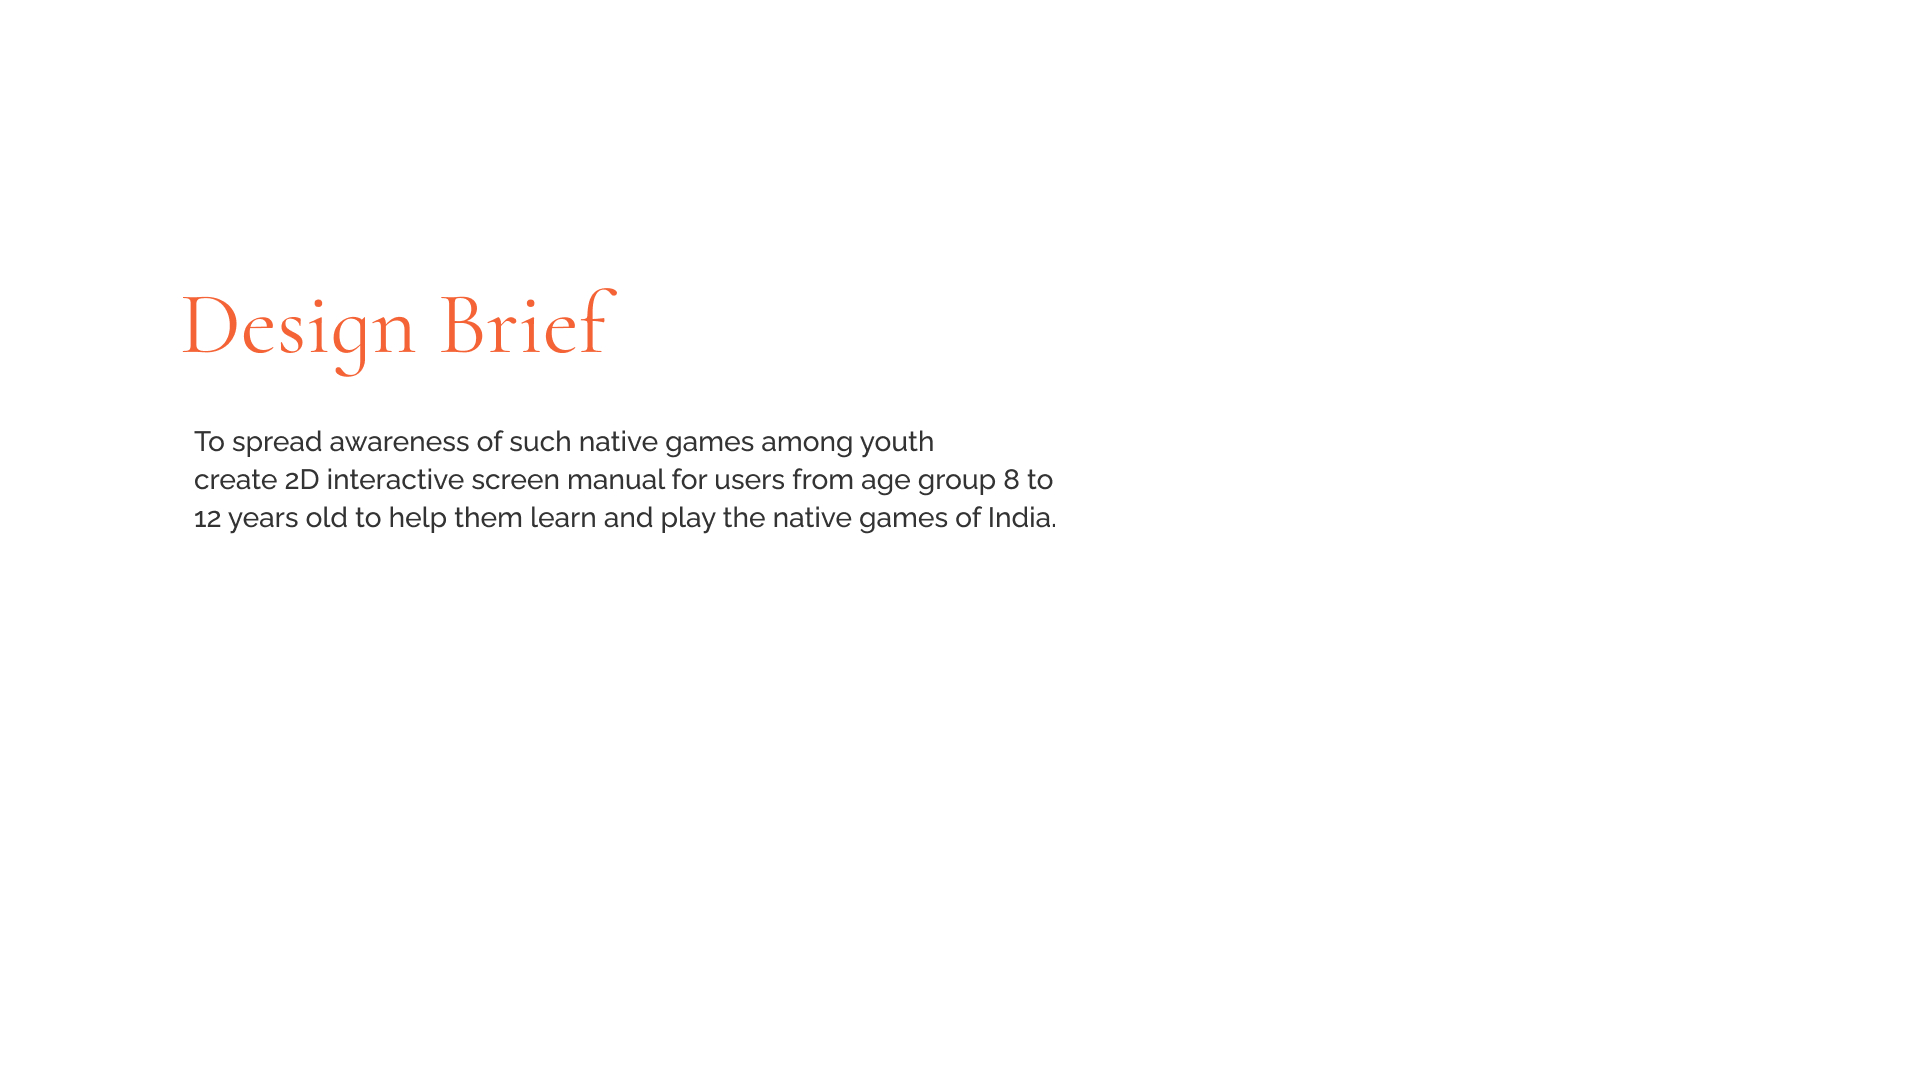 Design Brief
To spread awareness of such native games among youth
create 2D interactive screen manual for users from age group 8 to
12 years old to help them learn and play the native games of India.